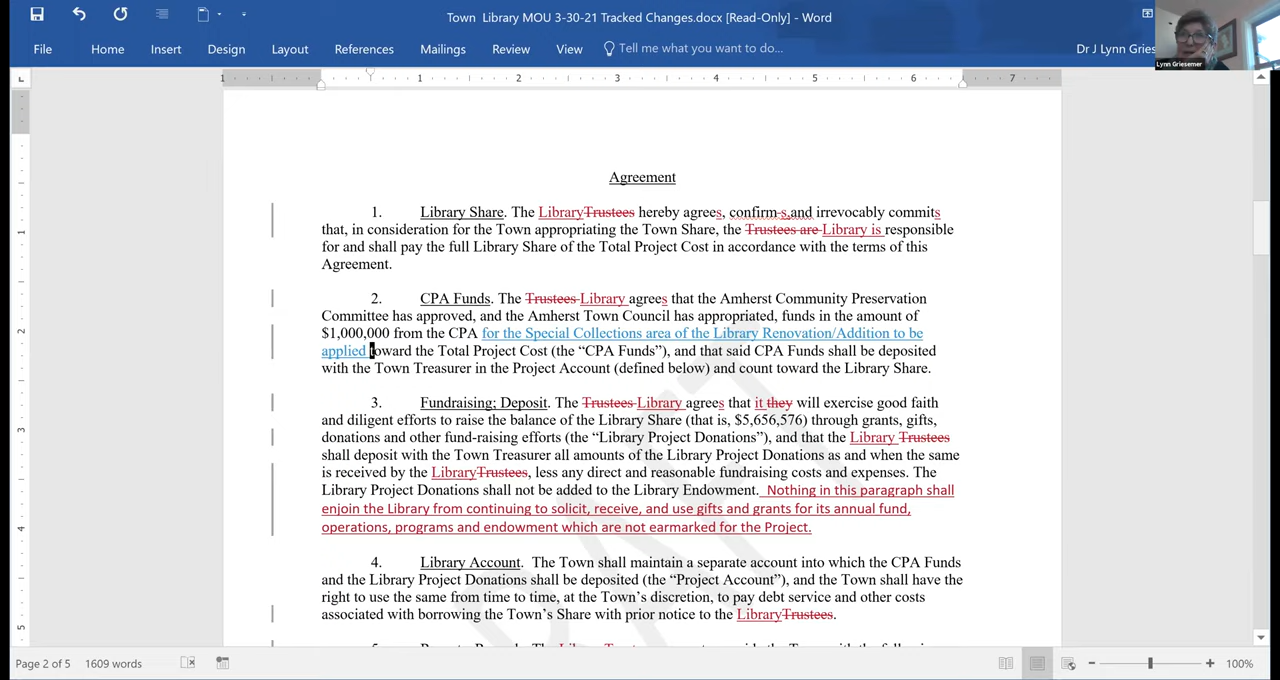 Town Library MOU 3-30-21 Tracked Changes.docx [Read-Only] - Word
File Home Insert Design Layout References Mailings Review View Tell me what you want to do... Dr J Lynn Gries
Lynn Griesemer
1 1 2 3 4 5 6 7
Agreement
1. Library Share. The LibraryTrustees hereby agrees, confirm s,and irrevocably commits
that, in consideration for the Town appropriating the Town Share, the Trustees are Library is responsible
for and shall pay the full Library Share of the Total Project Cost in accordance with the terms of this
Agreement.
2. CPA Funds. The Trustees Library agrees that the Amherst Community Preservation
Committee has approved, and the Amherst Town Council has appropriated, funds in the amount of
$1,000,000 from the CPA for the Special Collections area of the Library Renovation/Addition to be
applied toward the Total Project Cost (the “CPA Funds”), and that said CPA Funds shall be deposited
with the Town Treasurer in the Project Account (defined below) and count toward the Library Share.
3. Fundraising; Deposit. The Trustees Library agrees that it they will exercise good faith
and diligent efforts to raise the balance of the Library Share (that is, $5,656,576) through grants, gifts,
donations and other fund-raising efforts (the “Library Project Donations”), and that the Library Trustees
shall deposit with the Town Treasurer all amounts of the Library Project Donations as and when the same
is received by the LibraryTrustees, less any direct and reasonable fundraising costs and expenses. The
Library Project Donations shall not be added to the Library Endowment. Nothing in this paragraph shall
enjoin the Library from continuing to solicit, receive, and use gifts and grants for its annual fund,
operations, programs and endowment which are not earmarked for the Project.
4. Library Account. The Town shall maintain a separate account into which the CPA Funds
and the Library Project Donations shall be deposited (the “Project Account”), and the Town shall have the
right to use the same from time to time, at the Town’s discretion, to pay debt service and other costs
associated with borrowing the Town’s Share with prior notice to the LibraryTrustees.
DRAFT
Page 2 of 5 1609 words 100%